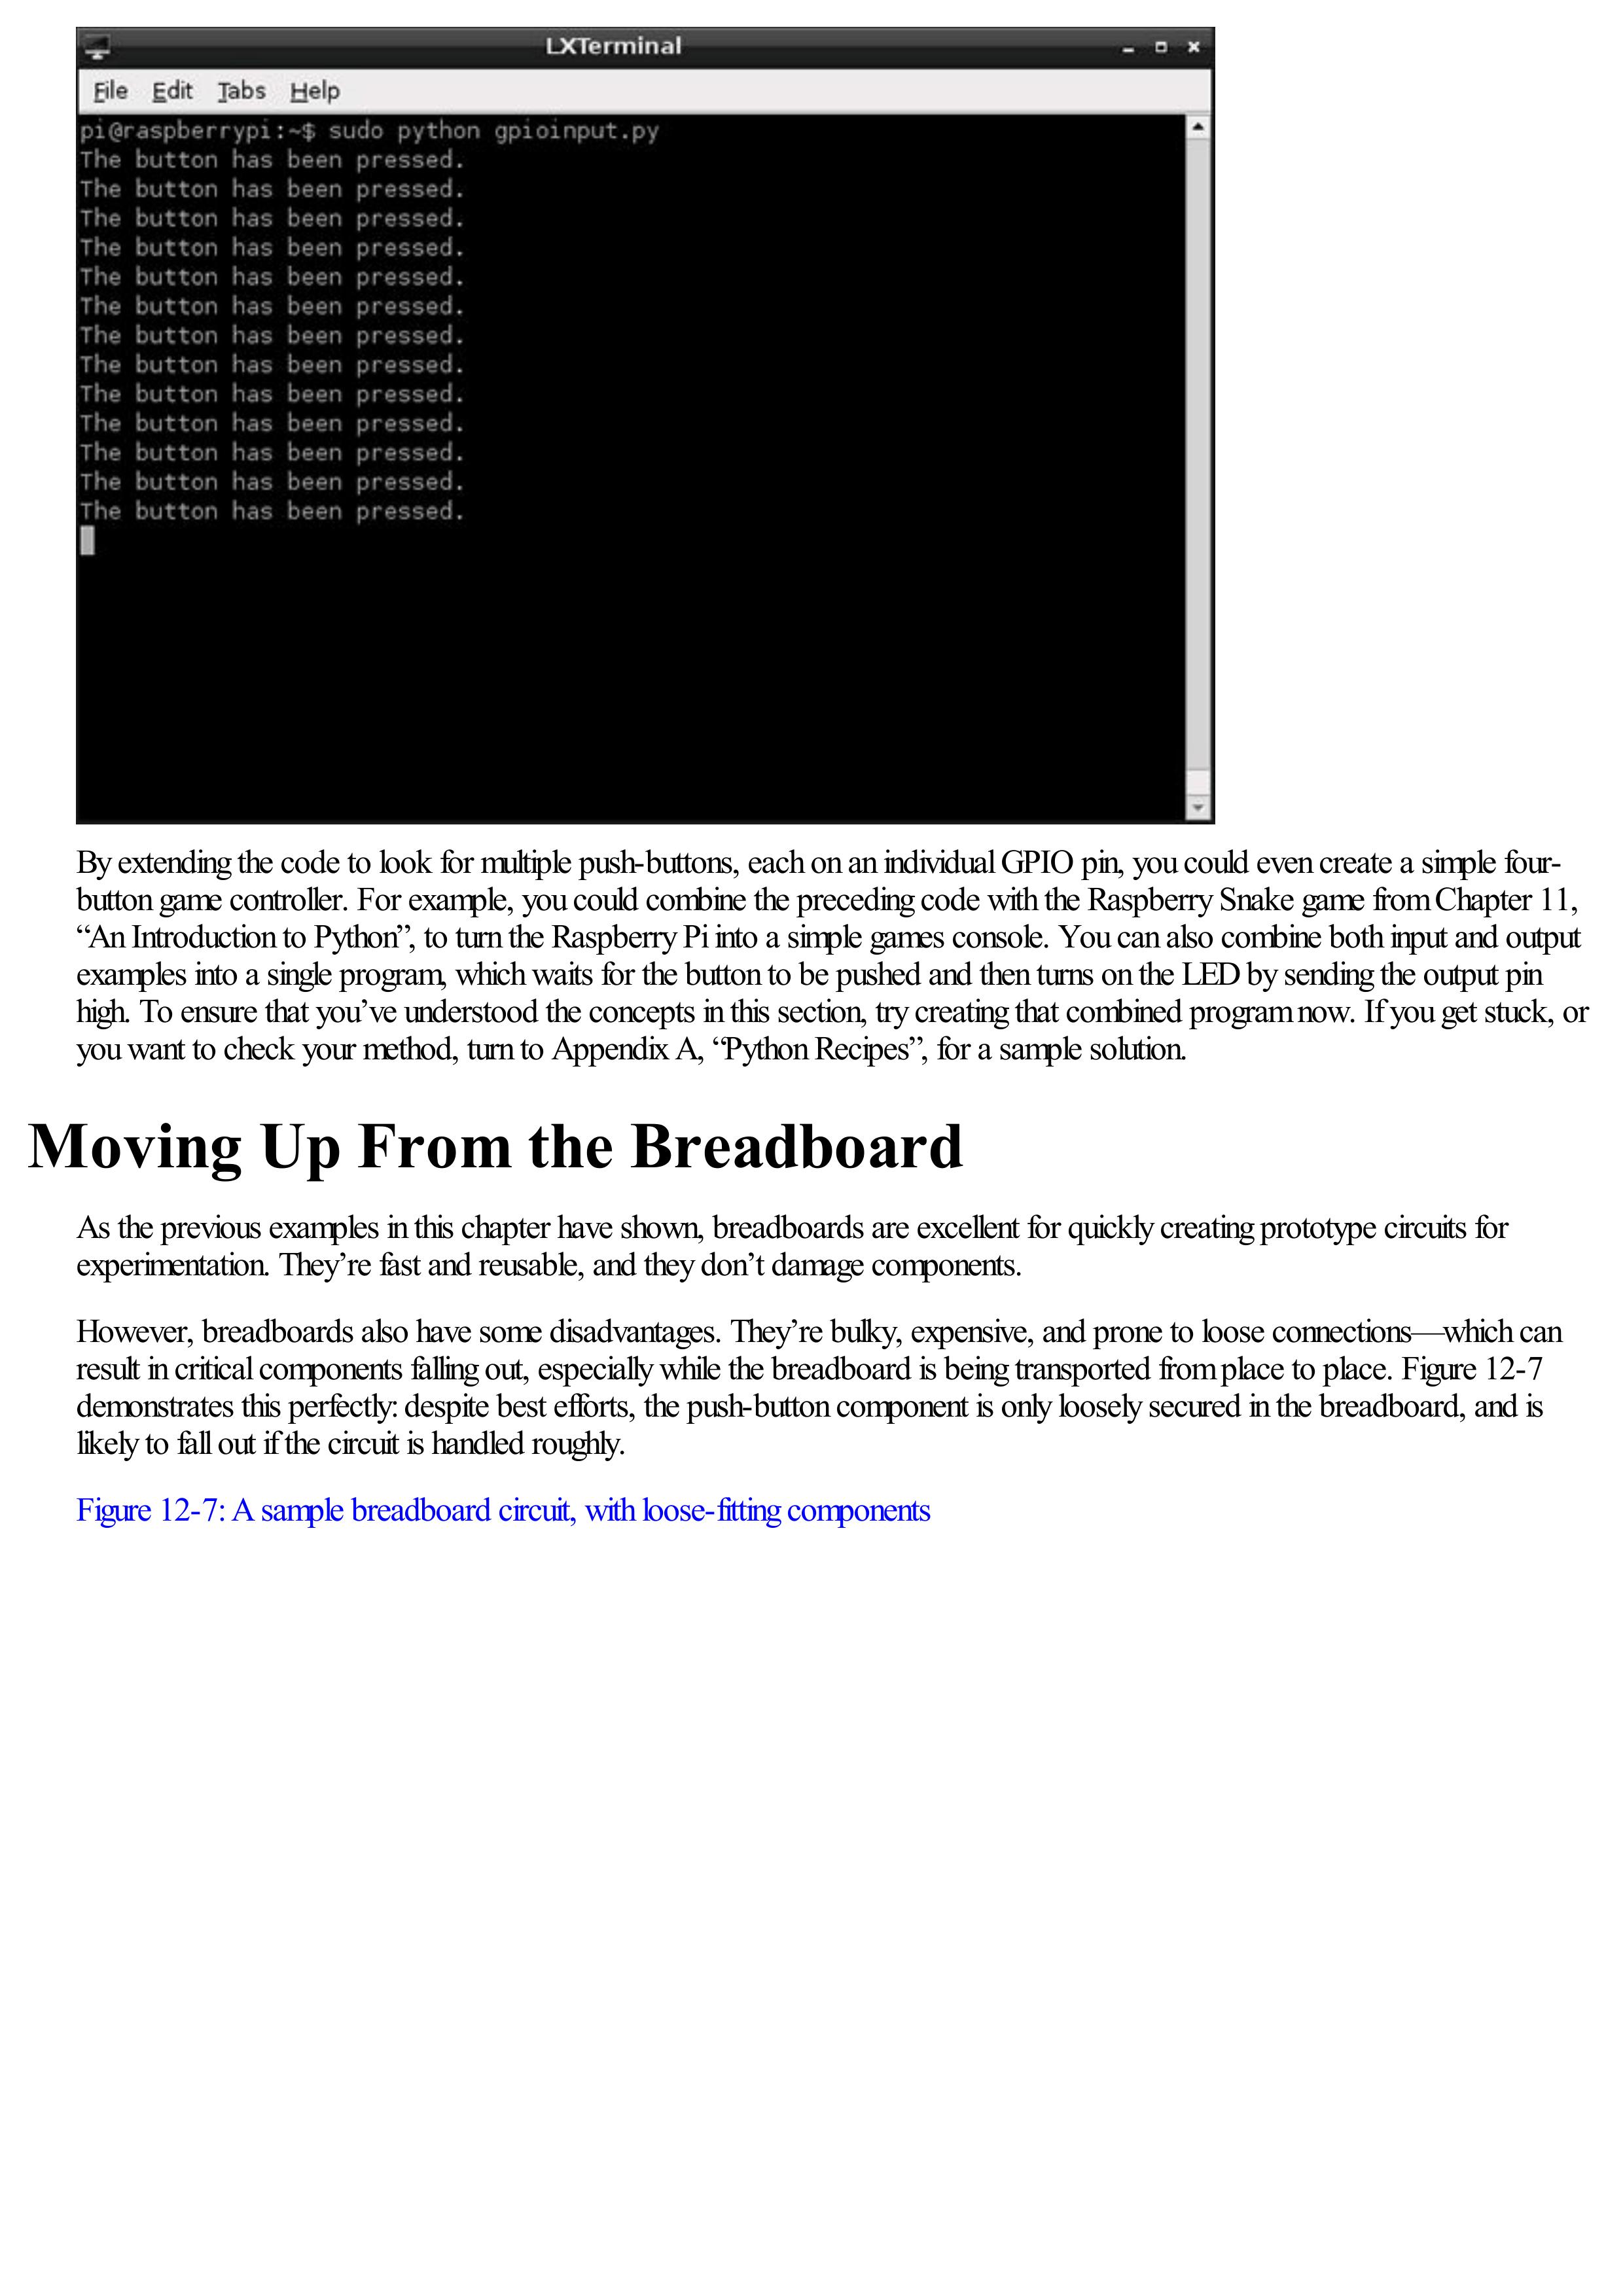 LXTerminal
File Edit Tabs Help
pi@raspberrypi:~$ sudo python gpioinput.py
The button has been pressed.
The button has been pressed.
The button has been pressed.
The button has been pressed.
The button has been pressed.
The button has been pressed.
The button has been pressed.
The button has been pressed.
The button has been pressed.
The button has been pressed.
The button has been pressed.
The button has been pressed.
The button has been pressed.
By extending the code to look for multiple push-buttons, each on an individual GPIO pin, you could even create a simple four-
button game controller. For example, you could combine the preceding code with the Raspberry Snake game from Chapter 11,
“An Introduction to Python”, to turn the Raspberry Pi into a simple games console. You can also combine both input and output
examples into a single program, which waits for the button to be pushed and then turns on the LED by sending the output pin
high. To ensure that you’ve understood the concepts in this section, try creating that combined program now. If you get stuck, or
you want to check your method, turn to Appendix A, “Python Recipes”, for a sample solution.
Moving Up From the Breadboard
As the previous examples in this chapter have shown, breadboards are excellent for quickly creating prototype circuits for
experimentation. They’re fast and reusable, and they don’t damage components.
However, breadboards also have some disadvantages. They’re bulky, expensive, and prone to loose connections—which can
result in critical components falling out, especially while the breadboard is being transported from place to place. Figure 12-7
demonstrates this perfectly: despite best efforts, the push-button component is only loosely secured in the breadboard, and is
likely to fall out if the circuit is handled roughly.
Figure 12-7: A sample breadboard circuit, with loose-fitting components